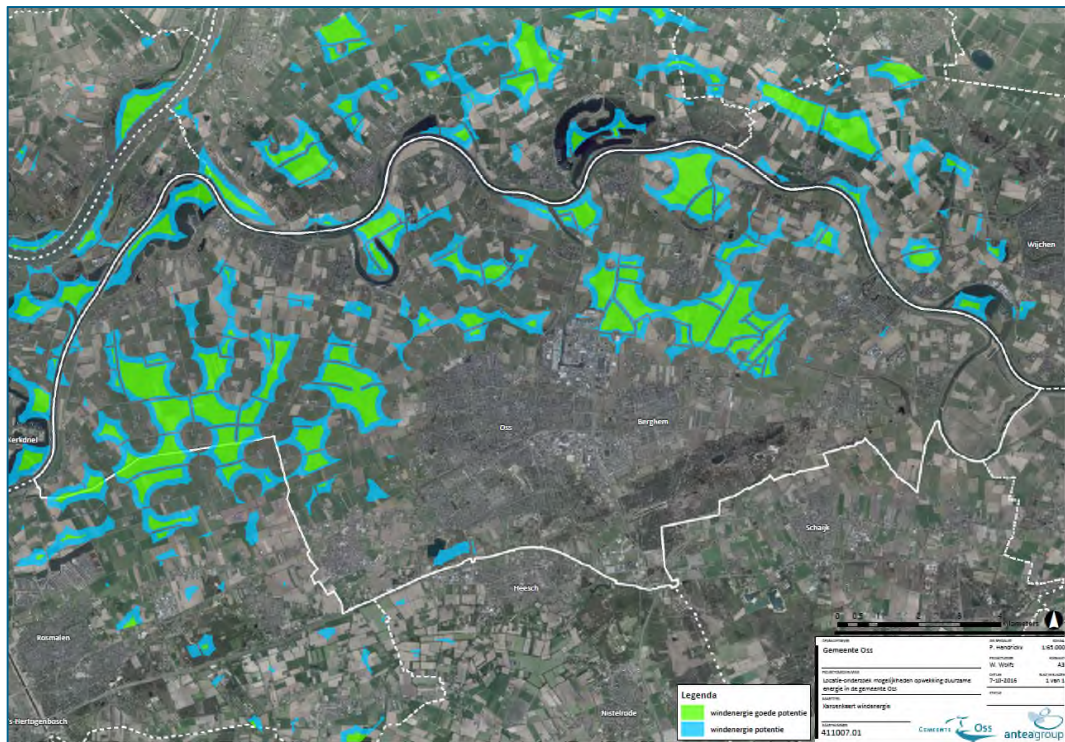 Wijchen
Kerkdriel
Oss
Berghem
Schaijk
Heesch
Rosmalen
's-Hertogenbosch
Nistelrode
kilometers
Legenda
windenergie goede potentie
windenergie potentie
Gemeente Oss
P. Hendrickx
1:65.000
W. Wolfs
A3
Locatie-onderzoek mogelijkheden opwekking duurzame
energie in de gemeente Oss
7-10-2016
1 van 1
Kansenkaart windenergie
411007.01
GEMEENTE Oss
anteagroup